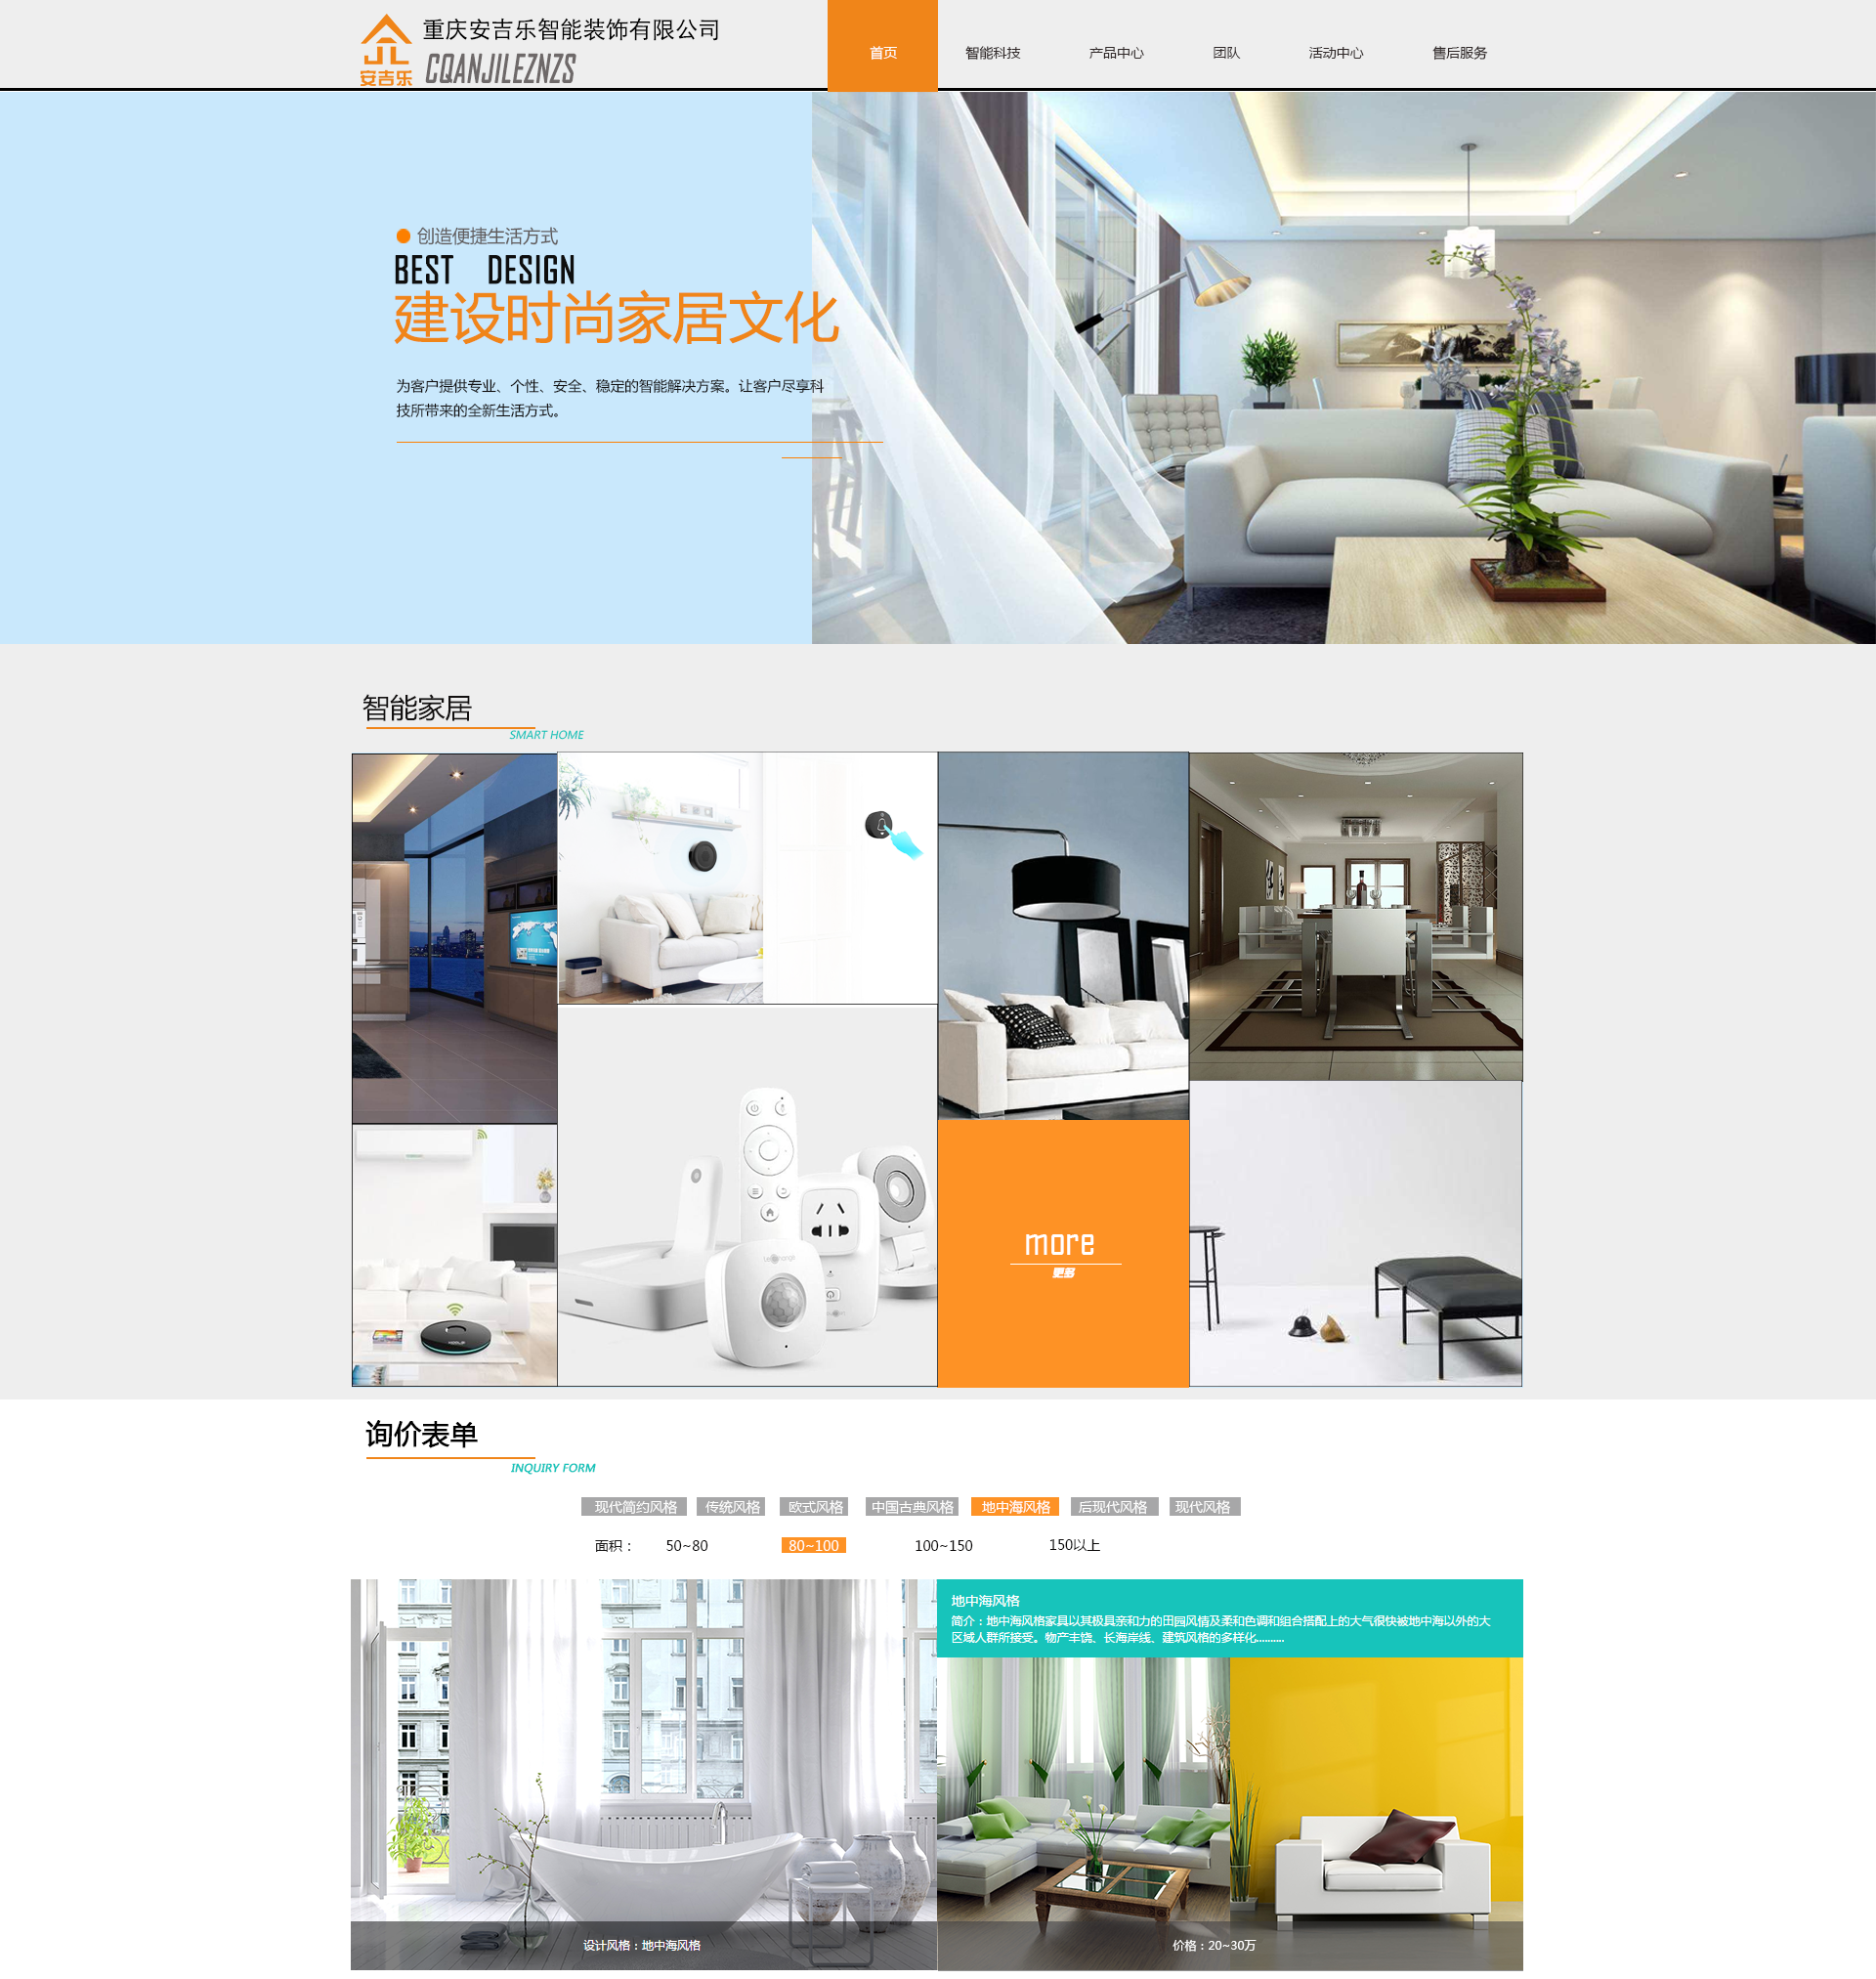 重庆安吉乐智能装饰有限公司
CQANJILEZNZS
安吉乐
首页
智能科技
产品中心
团队
活动中心
售后服务
创造便捷生活方式
BEST DESIGN
建设时尚家居文化
为客户提供专业、个性、安全、稳定的智能解决方案。让客户尽享科
技所带来的全新生活方式。
智能家居
SMART HOME
more
更多
询价表单
INQUIRY FORM
现代简约风格
传统风格
欧式风格
中国古典风格
地中海风格
后现代风格
现代风格
面积：
50~80
80~100
100~150
150以上
地中海风格
简介：地中海风格家具以其极具亲和力的田园风情及柔和色调和组合搭配上的大气很快被地中海以外的大
区域人群所接受。物产丰饶、长海岸线、建筑风格的多样化..........
设计风格：地中海风格
价格：20~30万